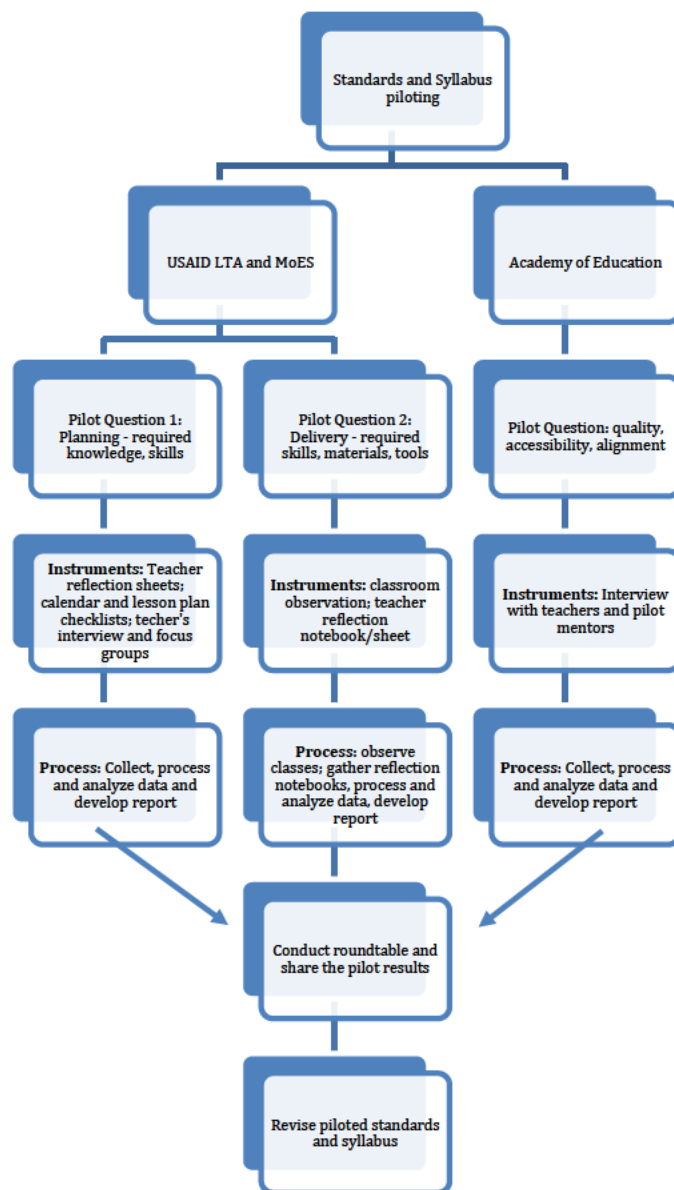 Standards and Syllabus
piloting
USAID LTA and MoES
Academy of Education
Pilot Question 1:
Planning - required
knowledge, skills
Pilot Question 2:
Delivery - required
skills, materials, tools
Pilot Question: quality,
accessibility, alignment
Instruments: Teacher
reflection sheets;
calendar and lesson plan
checklists; techer's
interview and focus
groups
Instruments: classroom
observation; teacher
reflection
notebook/sheet
Instruments: Interview
with teachers and pilot
mentors
Process: Collect, process
and analyze data and
develop report
Process: observe
classes; gather reflection
notebooks, process and
analyze data, develop
report
Process: Collect, process
and analyze data and
develop report
Conduct roundtable and
share the pilot results
Revise piloted standards
and syllabus